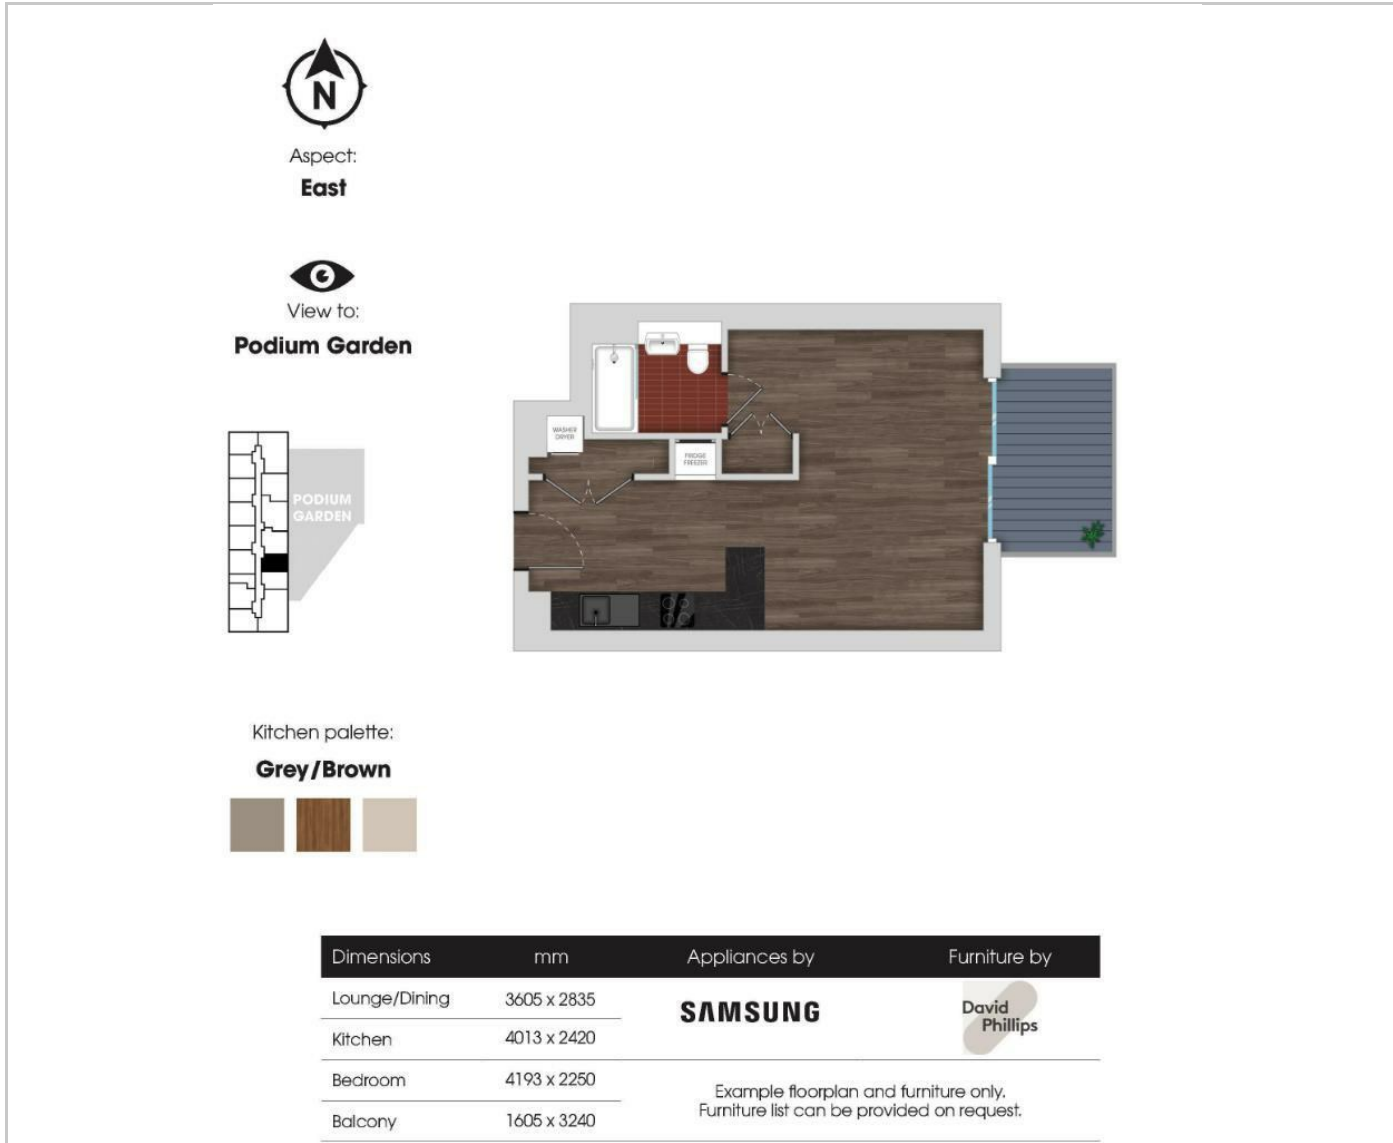 N
Aspect:
East
View to:
Podium Garden
WASHER
DRYER
FRIDGE
FREEZER
PODIUM
GARDEN
Kitchen palette:
Grey/Brown
Dimensions mm Appliances by Furniture by
Lounge/Dining 3605 x 2835
SAMSUNG
David
Phillips
Kitchen 4013 x 2420
Bedroom 4193 x 2250
Example floorplan and furniture only.
Furniture list can be provided on request.
Balcony 1605 x 3240